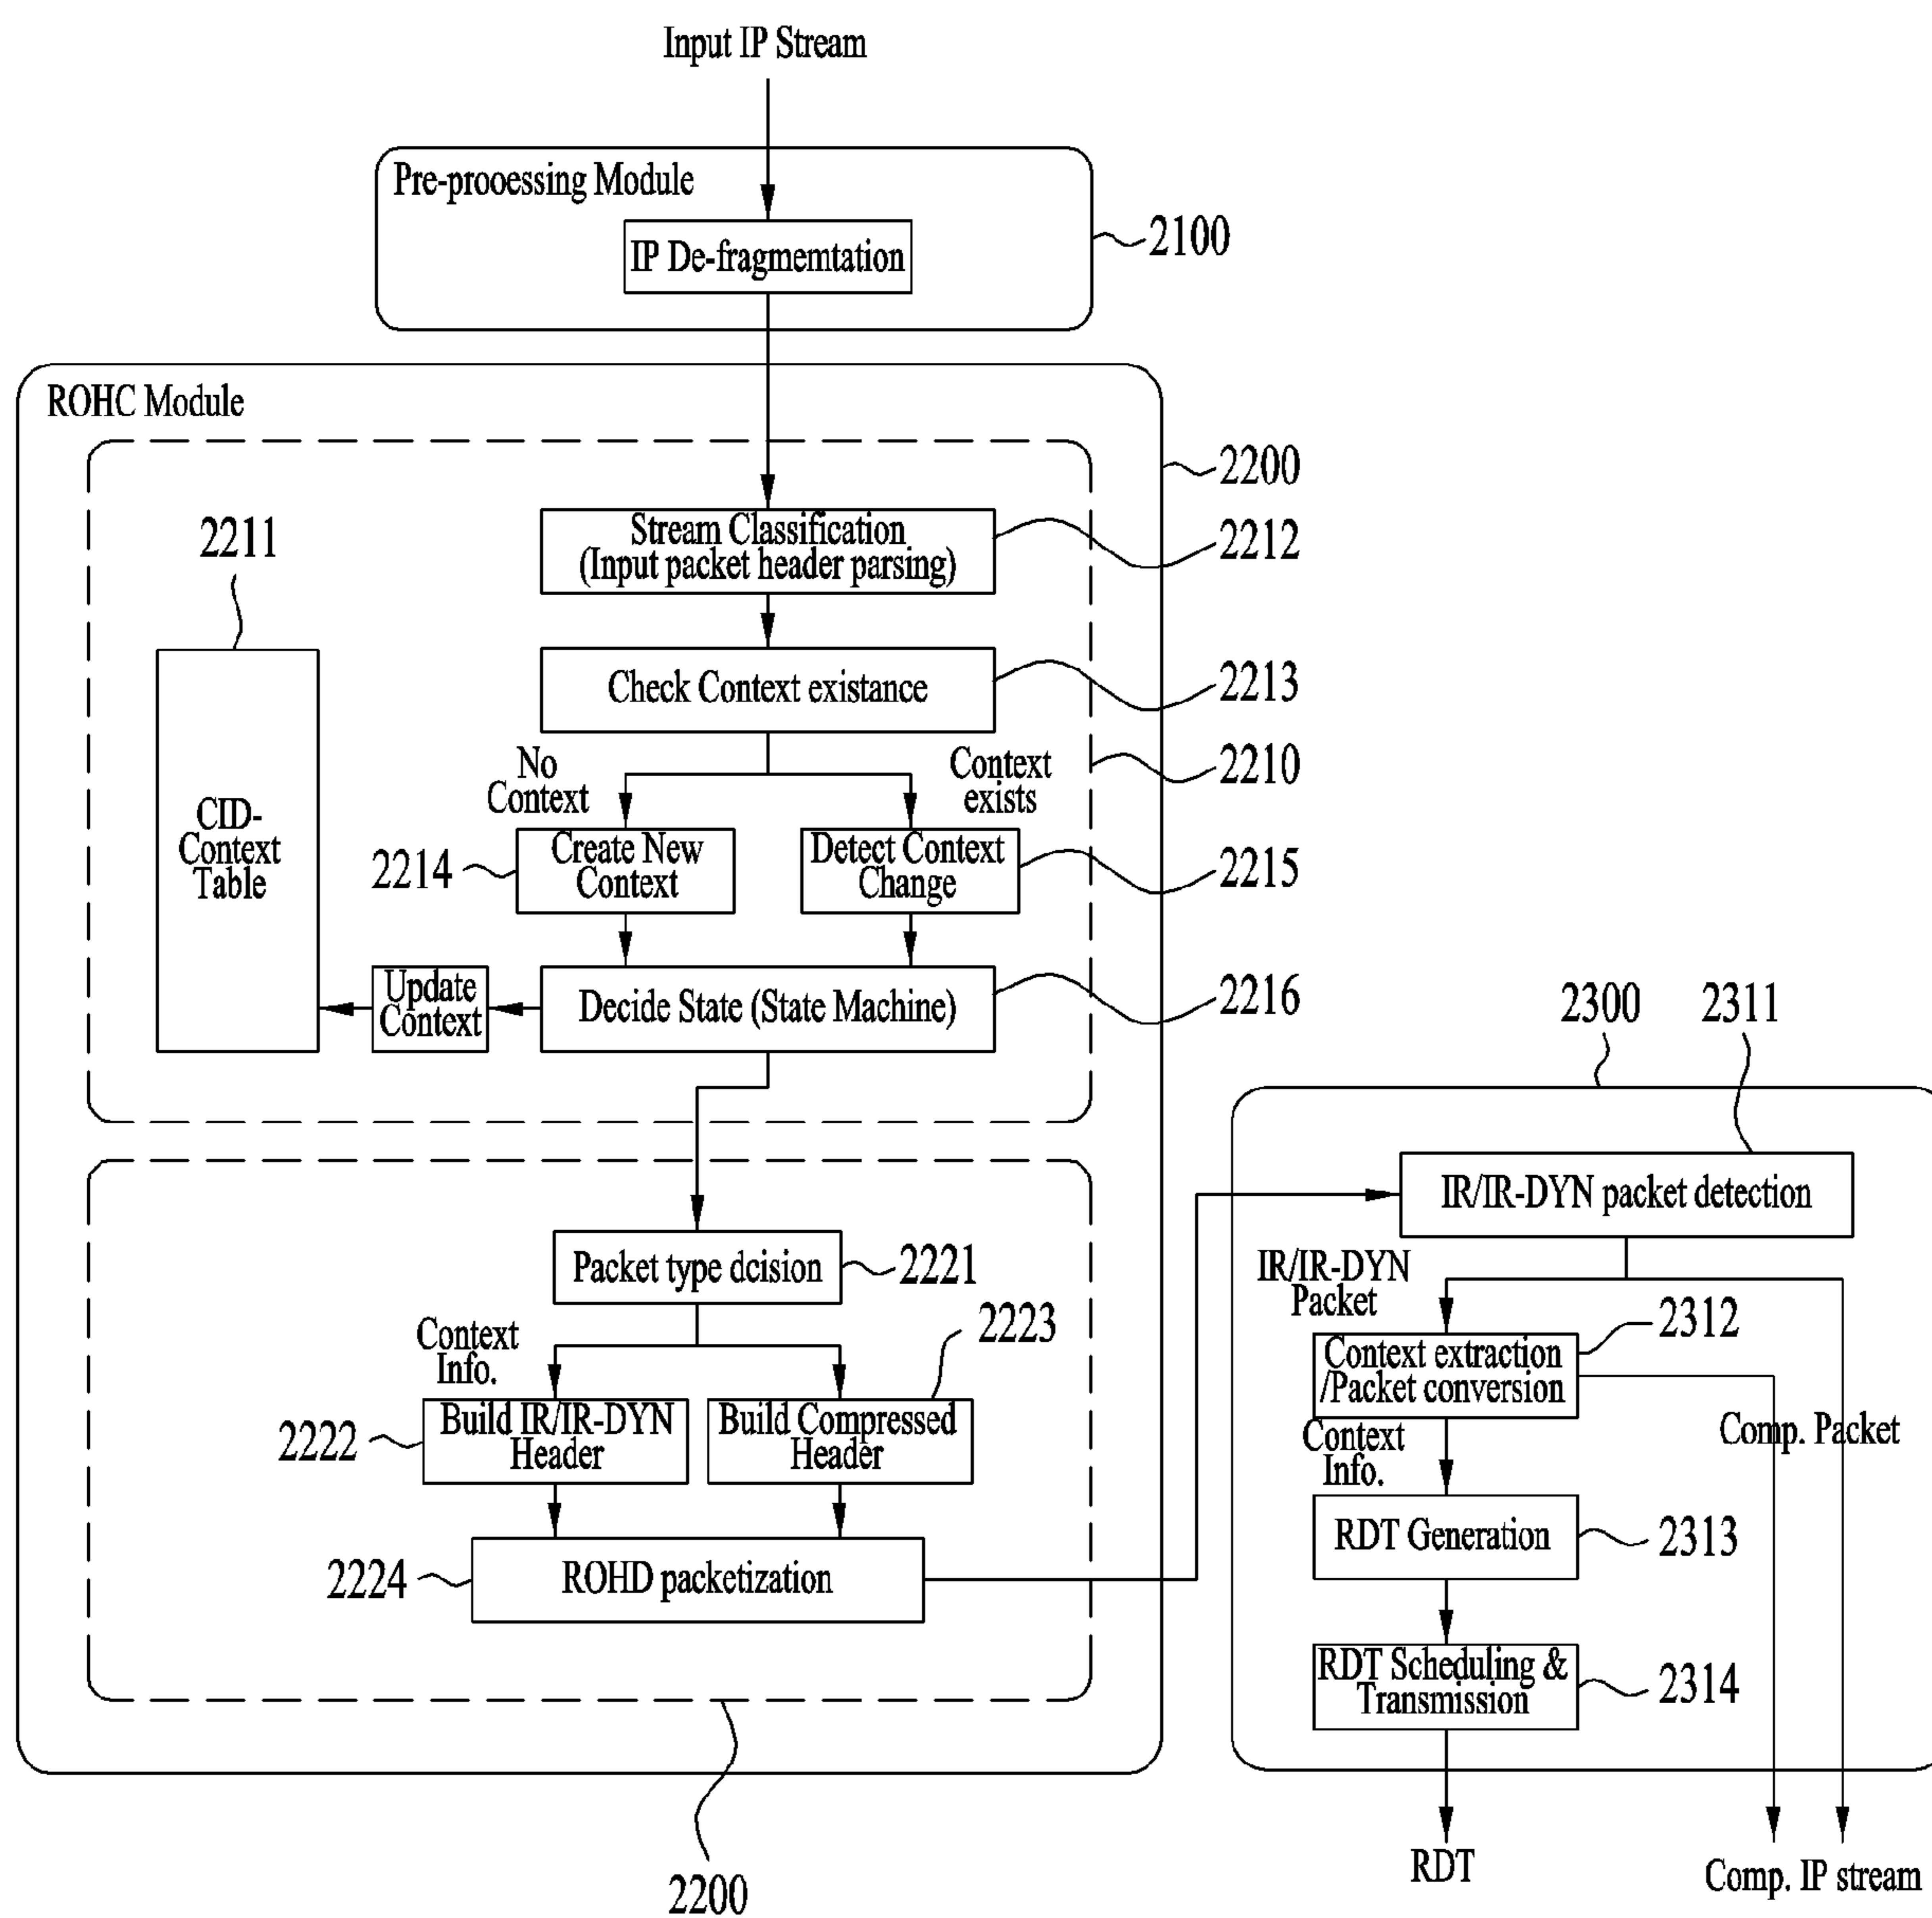 Input IP Stream
Pre-prooessing Module
IP De-fragmemtation
2100
ROHC Module
2200
2211
Stream Classification
(Input packet header parsing)
2212
Check Context existance
2213
2210
No
Context
Context
exists
CID-
Context
Table
2214
Create New
Context
Detect Context
Change
2215
Update
Context
Decide State (State Machine)
2216
2300
2311
IR/IR-DYN packet detection
Packet type dcision
2221
IR/IR-DYN
Packet
2223
2312
Context
Info.
Context extraction
/Packet conversion
2222
Build IR/IR-DYN
Header
Build Compressed
Header
Context
Info.
Comp. Packet
RDT Generation
2313
2224
ROHD packetization
RDT Scheduling &
Transmission
2314
2200
RDT
Comp. IP stream